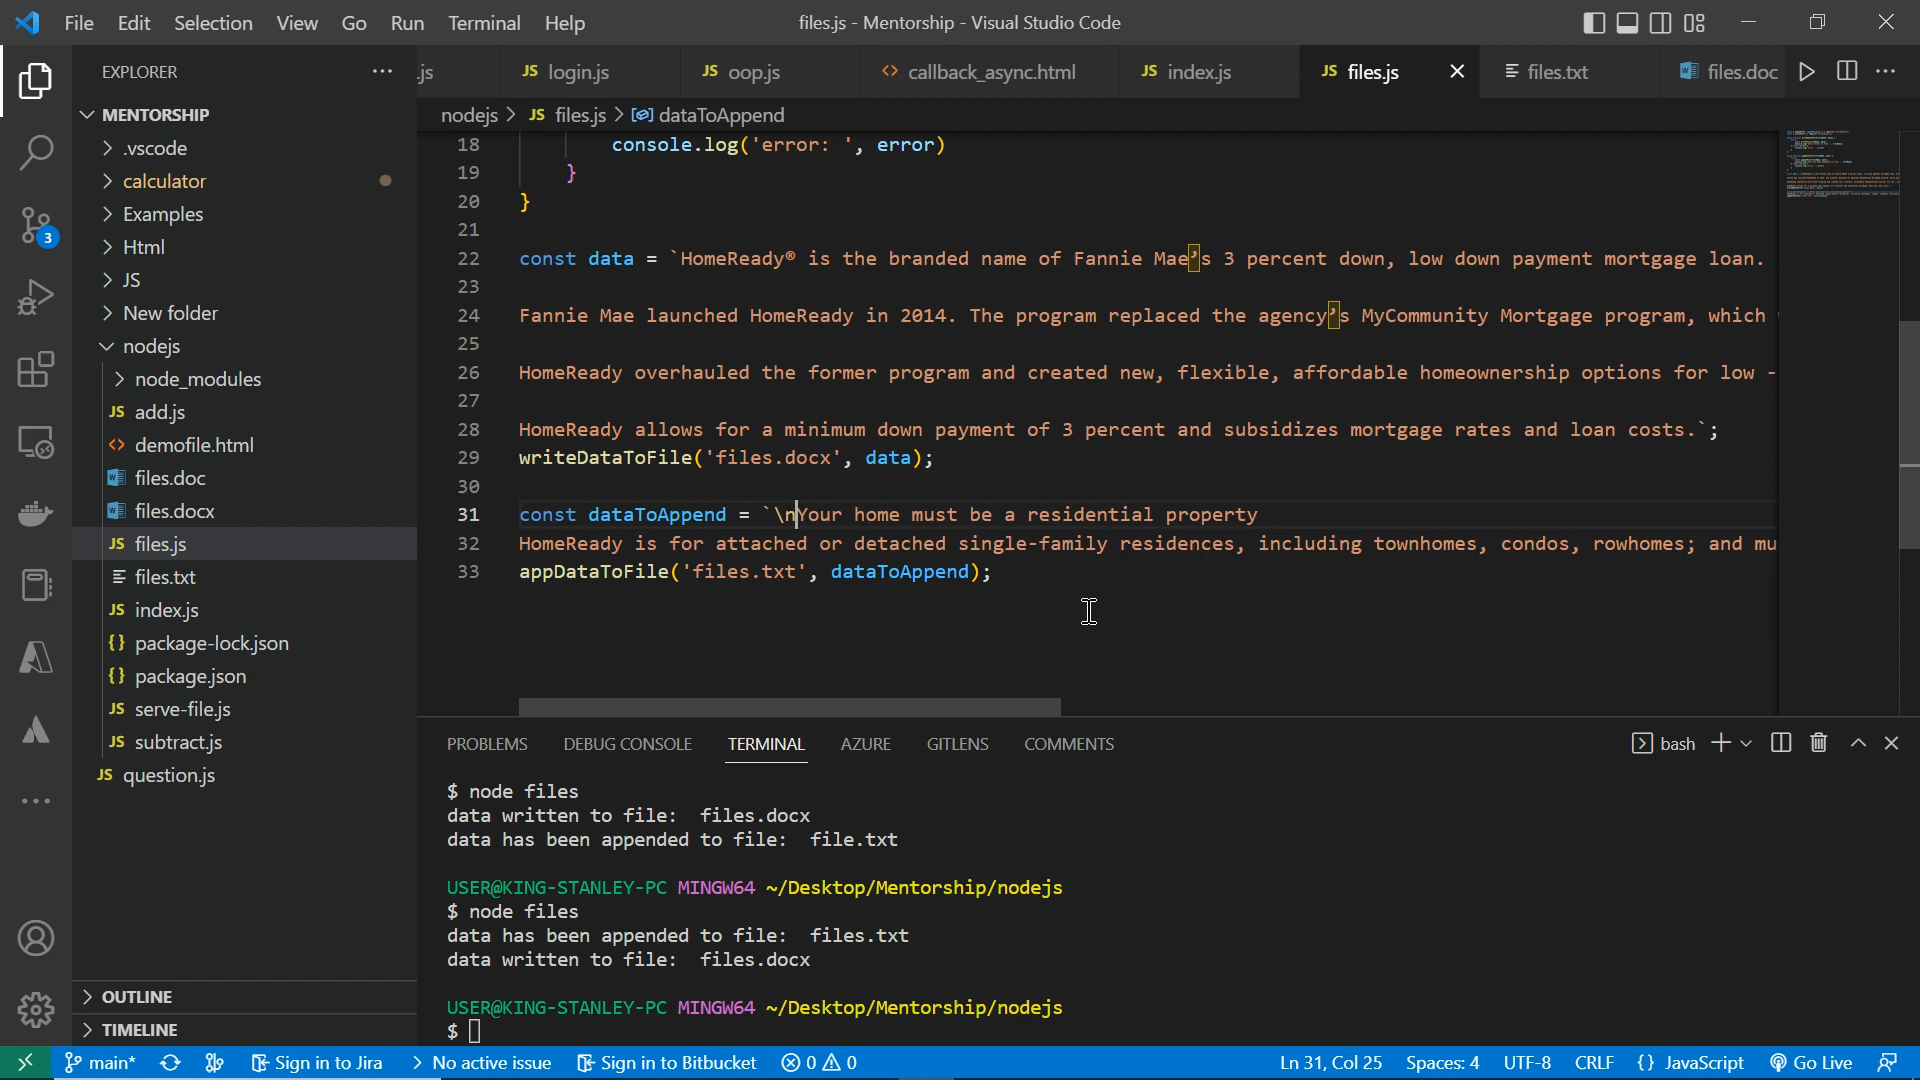 File Edit Selection View Go Run Terminal Help
files.js - Mentorship - Visual Studio Code
EXPLORER
MENTORSHIP
.vscode
calculator
Examples
Html
JS
New folder
nodejs
node_modules
JS add.js
<> demofile.html
files.doc
files.docx
JS files.js
files.txt
JS index.js
{} package-lock.json
{} package.json
JS serve-file.js
JS subtract.js
JS question.js
OUTLINE
TIMELINE
3
.js JS login.js JS oop.js <> callback_async.html JS index.js JS files.js files.txt files.doc
nodejs > JS files.js > dataToAppend
18 console.log('error: ', error)
19 }
20 }
21
22 const data = `HomeReady® is the branded name of Fannie Mae’s 3 percent down, low down payment mortgage loan.
23
24 Fannie Mae launched HomeReady in 2014. The program replaced the agency’s MyCommunity Mortgage program, which
25
26 HomeReady overhauled the former program and created new, flexible, affordable homeownership options for low -
27
28 HomeReady allows for a minimum down payment of 3 percent and subsidizes mortgage rates and loan costs.`;
29 writeDataToFile('files.docx', data);
30
31 const dataToAppend = `\nYour home must be a residential property
32 HomeReady is for attached or detached single-family residences, including townhomes, condos, rowhomes; and mu
33 appDataToFile('files.txt', dataToAppend);
PROBLEMS DEBUG CONSOLE TERMINAL AZURE GITLENS COMMENTS
bash
$ node files
data written to file:  files.docx
data has been appended to file:  file.txt
USER@KING-STANLEY-PC MINGW64 ~/Desktop/Mentorship/nodejs
$ node files
data has been appended to file:  files.txt
data written to file:  files.docx
USER@KING-STANLEY-PC MINGW64 ~/Desktop/Mentorship/nodejs
$
main* Sign in to Jira > No active issue Sign in to Bitbucket 0 0 Ln 31, Col 25 Spaces: 4 UTF-8 CRLF {} JavaScript Go Live